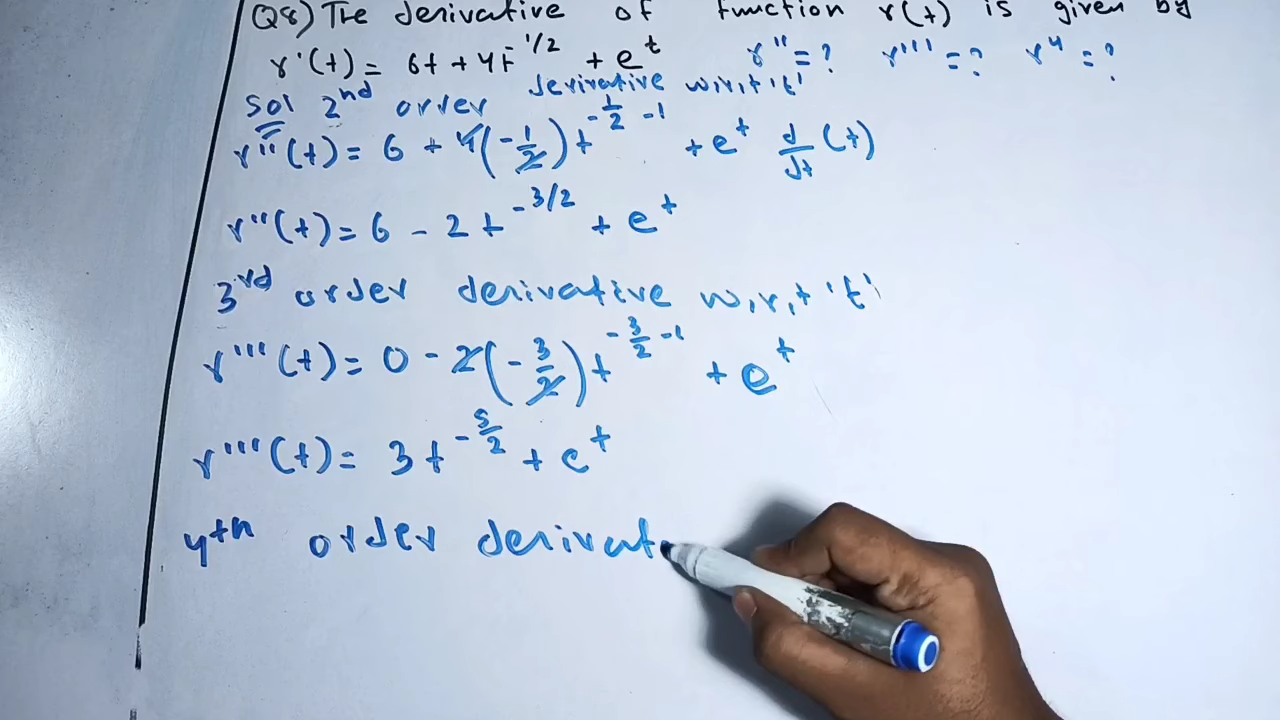 Q8) The derivative of function r(t) is given by
r'(t) = 6t + 4t^-1/2 + e^t r'' = ? r''' = ? r^4 = ?
Sol 2nd order derivative w.r.t 't'
r''(t) = 6 + 4(-1/2)t^-1/2-1 + e^t d/dt (t)
r''(t) = 6 - 2t^-3/2 + e^t
3rd order derivative w.r.t 't'
r'''(t) = 0 - 2(-3/2)t^-3/2-1 + e^t
r'''(t) = 3t^-5/2 + e^t
4th order derivat